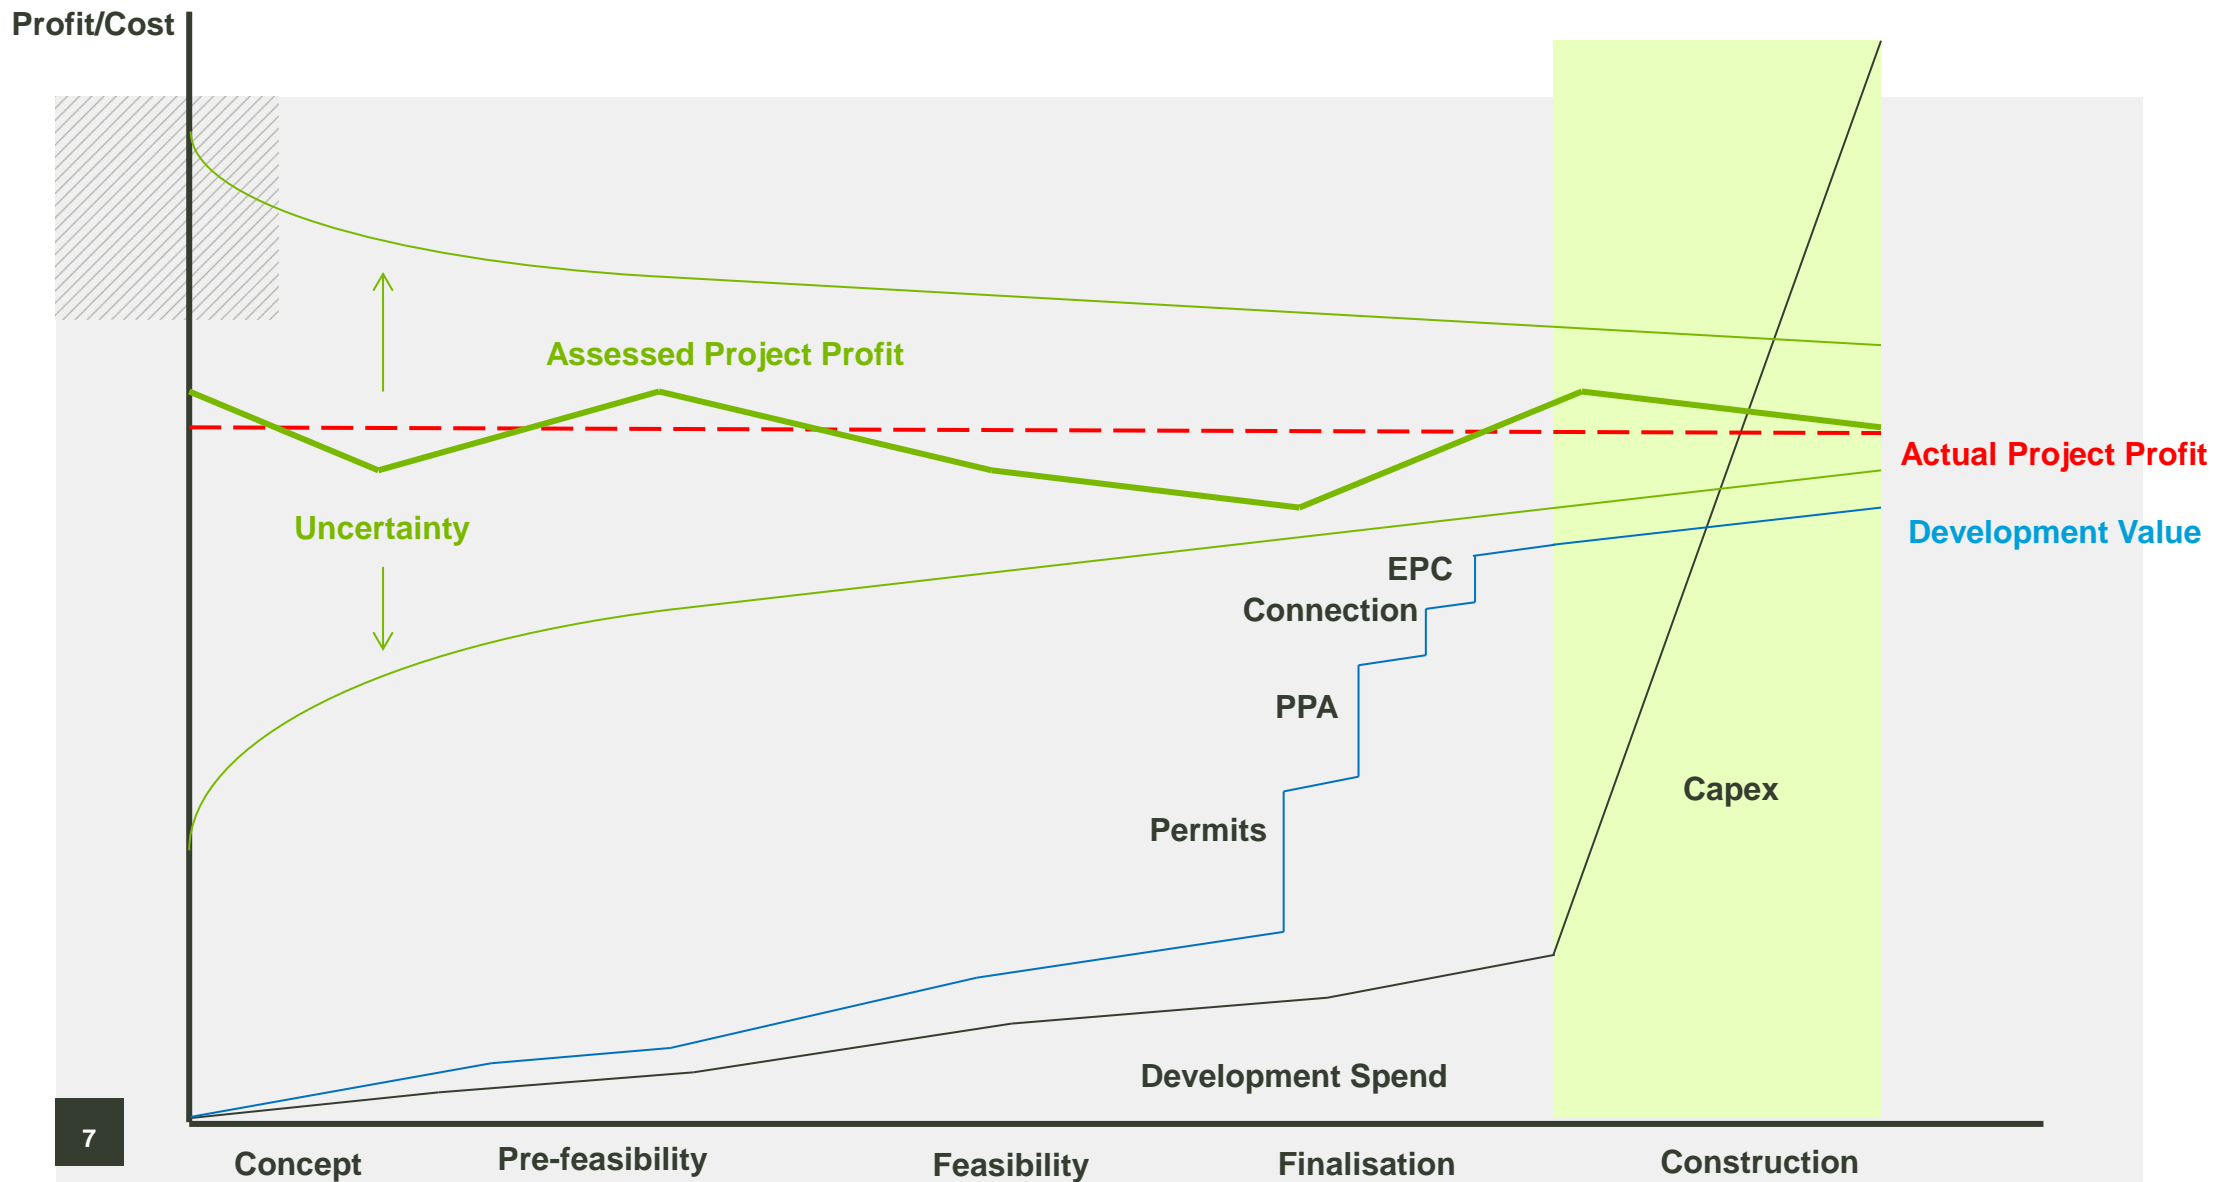 Profit/Cost
Assessed Project Profit
Actual Project Profit
Uncertainty
Development Value
EPC
Connection
PPA
Capex
Permits
Development Spend
7
Concept
Pre-feasibility
Feasibility
Finalisation
Construction